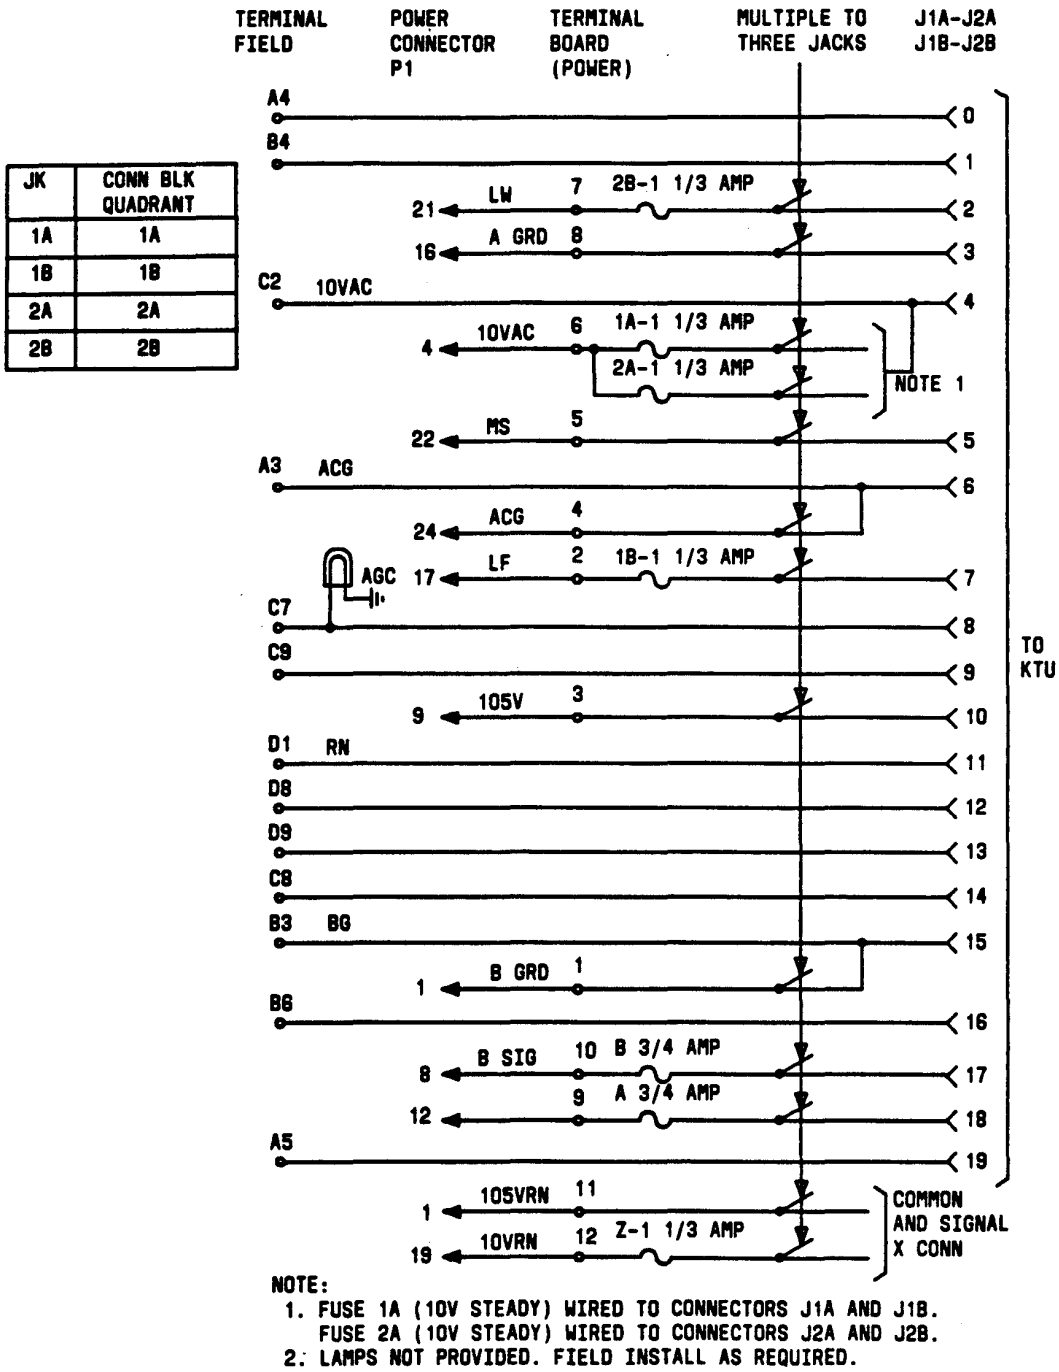 TERMINAL FIELD
POWER CONNECTOR P1
TERMINAL BOARD (POWER)
MULTIPLE TO THREE JACKS
J1A-J2A
J1B-J2B
A4 0
B4 1
JK CONN BLK QUADRANT
1A 1A
1B 1B
2A 2A
2B 2B
21 LW 7 2B-1 1/3 AMP 2
16 A GRD 8 3
C2 10VAC 4
4 10VAC 6 1A-1 1/3 AMP
2A-1 1/3 AMP
NOTE 1
22 MS 5 5
A3 ACG 6
24 ACG 4
AGC 17 LF 2 1B-1 1/3 AMP 7
C7 8
C9 9
TO KTU
9 105V 3 10
D1 RN 11
D8 12
D9 13
C8 14
B3 BG 15
1 B GRD 1
B6 16
8 B SIG 10 B 3/4 AMP 17
12 9 A 3/4 AMP 18
A5 19
1 105VRN 11
19 10VRN 12 Z-1 1/3 AMP
COMMON
AND SIGNAL
X CONN
NOTE:
1. FUSE 1A (10V STEADY) WIRED TO CONNECTORS J1A AND J1B.
FUSE 2A (10V STEADY) WIRED TO CONNECTORS J2A AND J2B.
2. LAMPS NOT PROVIDED. FIELD INSTALL AS REQUIRED.